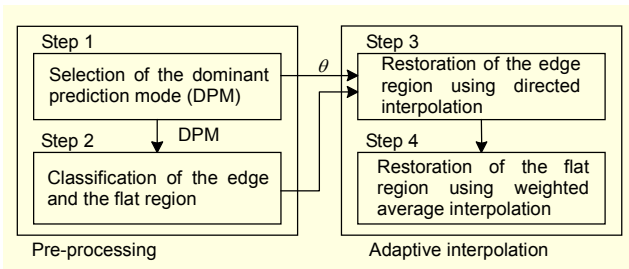 Step 1
Selection of the dominant
prediction mode (DPM)
θ
DPM
Step 2
Classification of the edge
and the flat region
Pre-processing
Step 3
Restoration of the edge
region using directed
interpolation
Step 4
Restoration of the flat
region using weighted
average interpolation
Adaptive interpolation